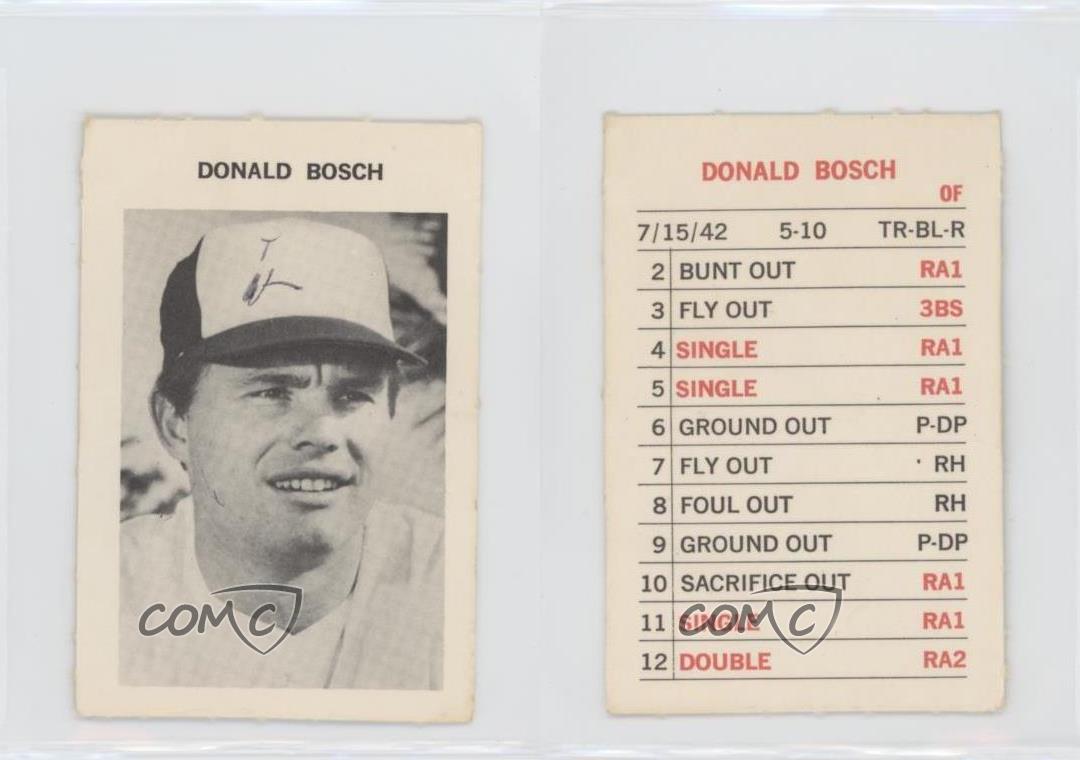 DONALD BOSCH
COMC
DONALD BOSCH
OF
7/15/42 5-10 TR-BL-R
2 BUNT OUT RA1
3 FLY OUT 3BS
4 SINGLE RA1
5 SINGLE RA1
6 GROUND OUT P-DP
7 FLY OUT RH
8 FOUL OUT RH
9 GROUND OUT P-DP
10 SACRIFICE OUT RA1
11 SINGLE RA1
COMC
12 DOUBLE RA2